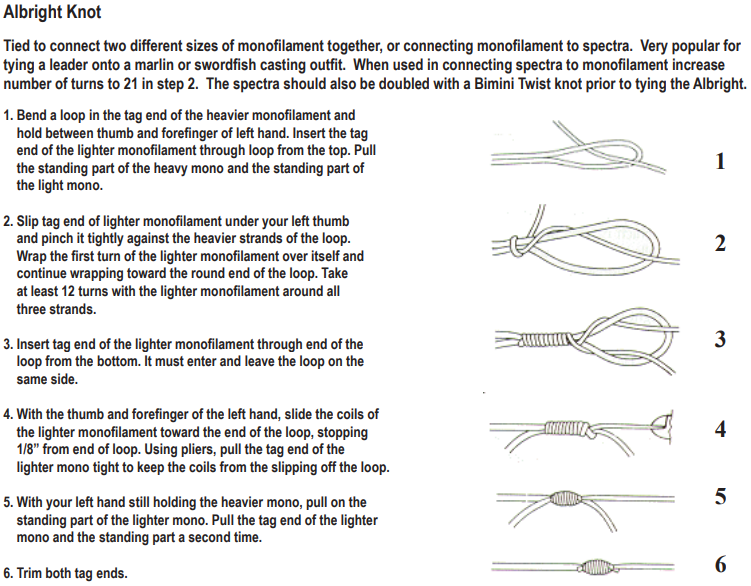 Albright Knot
Tied to connect two different sizes of monofilament together, or connecting monofilament to spectra.  Very popular for
tying a leader onto a marlin or swordfish casting outfit.  When used in connecting spectra to monofilament increase
number of turns to 21 in step 2.  The spectra should also be doubled with a Bimini Twist knot prior to tying the Albright.
1. Bend a loop in the tag end of the heavier monofilament and
hold between thumb and forefinger of left hand. Insert the tag
end of the lighter monofilament through loop from the top. Pull
the standing part of the heavy mono and the standing part of
the light mono.
1
2. Slip tag end of lighter monofilament under your left thumb
and pinch it tightly against the heavier strands of the loop.
Wrap the first turn of the lighter monofilament over itself and
continue wrapping toward the round end of the loop. Take
at least 12 turns with the lighter monofilament around all
three strands.
2
3. Insert tag end of the lighter monofilament through end of the
loop from the bottom. It must enter and leave the loop on the
same side.
3
4. With the thumb and forefinger of the left hand, slide the coils of
the lighter monofilament toward the end of the loop, stopping
1/8” from end of loop. Using pliers, pull the tag end of the
lighter mono tight to keep the coils from the slipping off the loop.
4
5. With your left hand still holding the heavier mono, pull on the
standing part of the lighter mono. Pull the tag end of the lighter
mono and the standing part a second time.
5
6. Trim both tag ends.
6